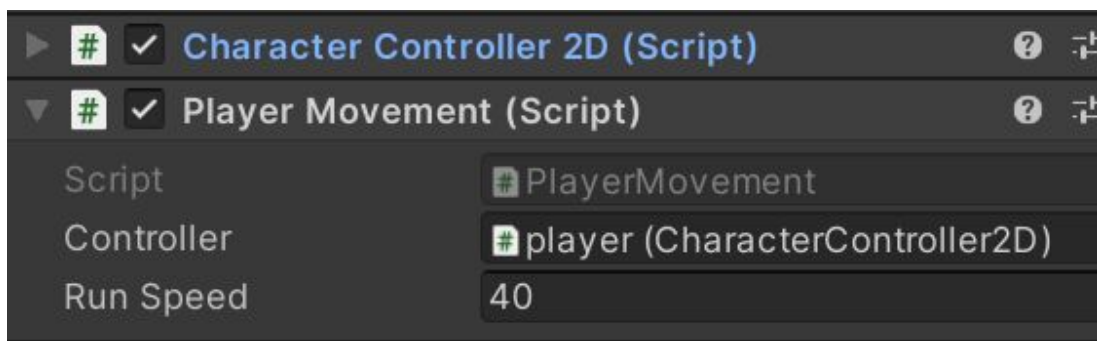 # Character Controller 2D (Script) ?
# Player Movement (Script) ?
Script # PlayerMovement
Controller # player (CharacterController2D)
Run Speed 40